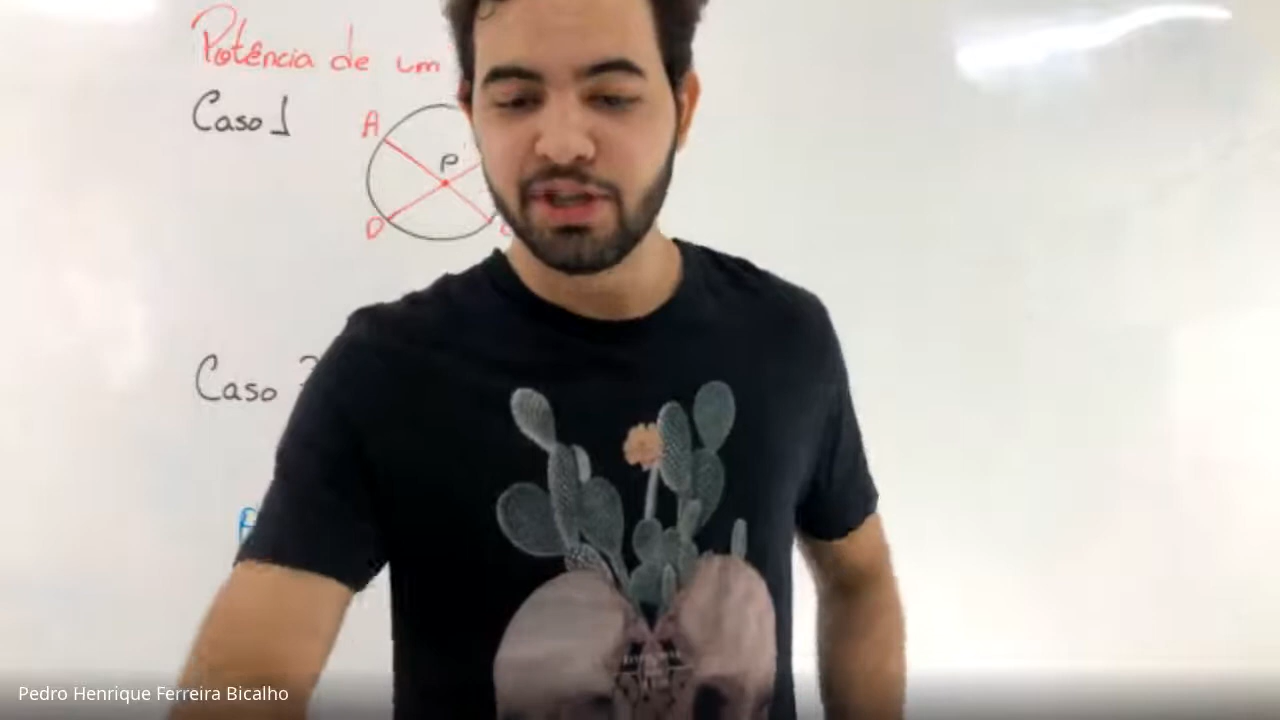 Potência de um
Caso 1
A
P
D
C
Caso 2
Pedro Henrique Ferreira Bicalho